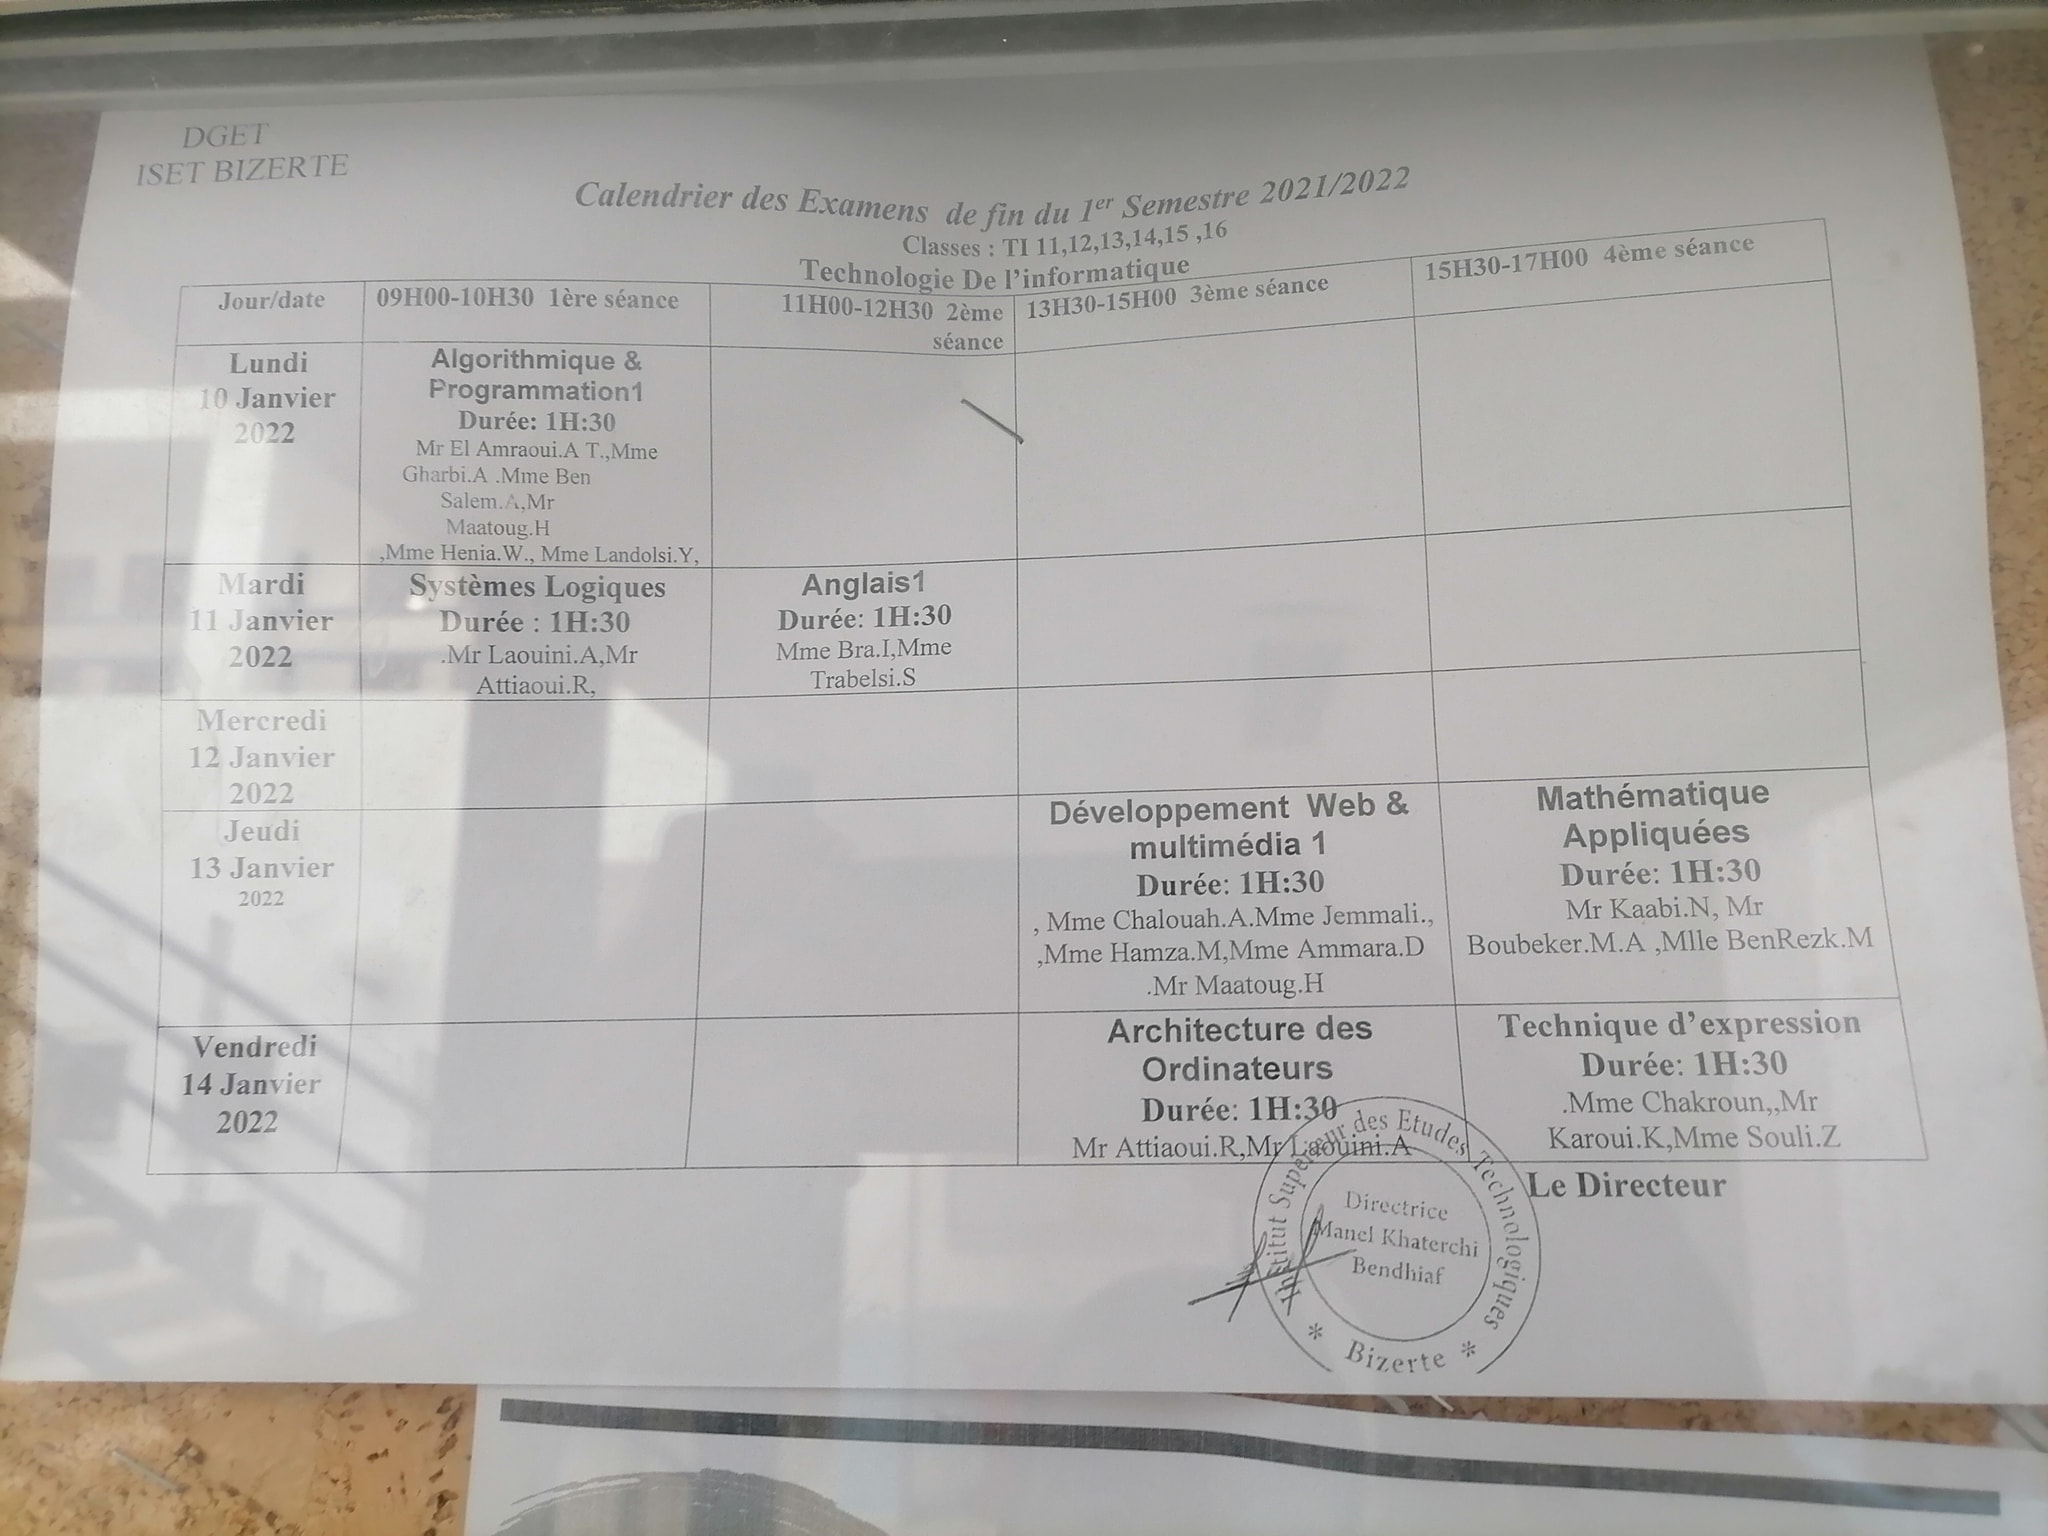 DGET
ISET BIZERTE
Calendrier des Examens de fin du 1er Semestre 2021/2022
Classes : TI 11,12,13,14,15 ,16
Technologie De l'informatique
Jour/date
09H00-10H30 1ère séance
11H00-12H30 2ème
séance
13H30-15H00 3ème séance
15H30-17H00 4ème séance
Lundi
10 Janvier
2022
Algorithmique &
Programmation1
Durée: 1H:30
Mr El Amraoui.A T.,Mme
Gharbi.A .Mme Ben
Salem.A,Mr
Maatoug.H
,Mme Henia.W., Mme Landolsi.Y,
Mardi
11 Janvier
2022
Systèmes Logiques
Durée : 1H:30
.Mr Laouini.A,Mr
Attiaoui.R,
Anglais1
Durée: 1H:30
Mme Bra.I,Mme
Trabelsi.S
Mercredi
12 Janvier
2022
Jeudi
13 Janvier
2022
Développement Web &
multimédia 1
Durée: 1H:30
, Mme Chalouah.A.Mme Jemmali.,
,Mme Hamza.M,Mme Ammara.D
.Mr Maatoug.H
Mathématique
Appliquées
Durée: 1H:30
Mr Kaabi.N, Mr
Boubeker.M.A ,Mlle BenRezk.M
Vendredi
14 Janvier
2022
Architecture des
Ordinateurs
Durée: 1H:30
Mr Attiaoui.R,Mr Laouini.A
Technique d'expression
Durée: 1H:30
.Mme Chakroun,,Mr
Karoui.K,Mme Souli.Z
Le Directeur
Institut Superieur des Etudes Technologiques
Directrice
Manel Khaterchi
Bendhiaf
* Bizerte *